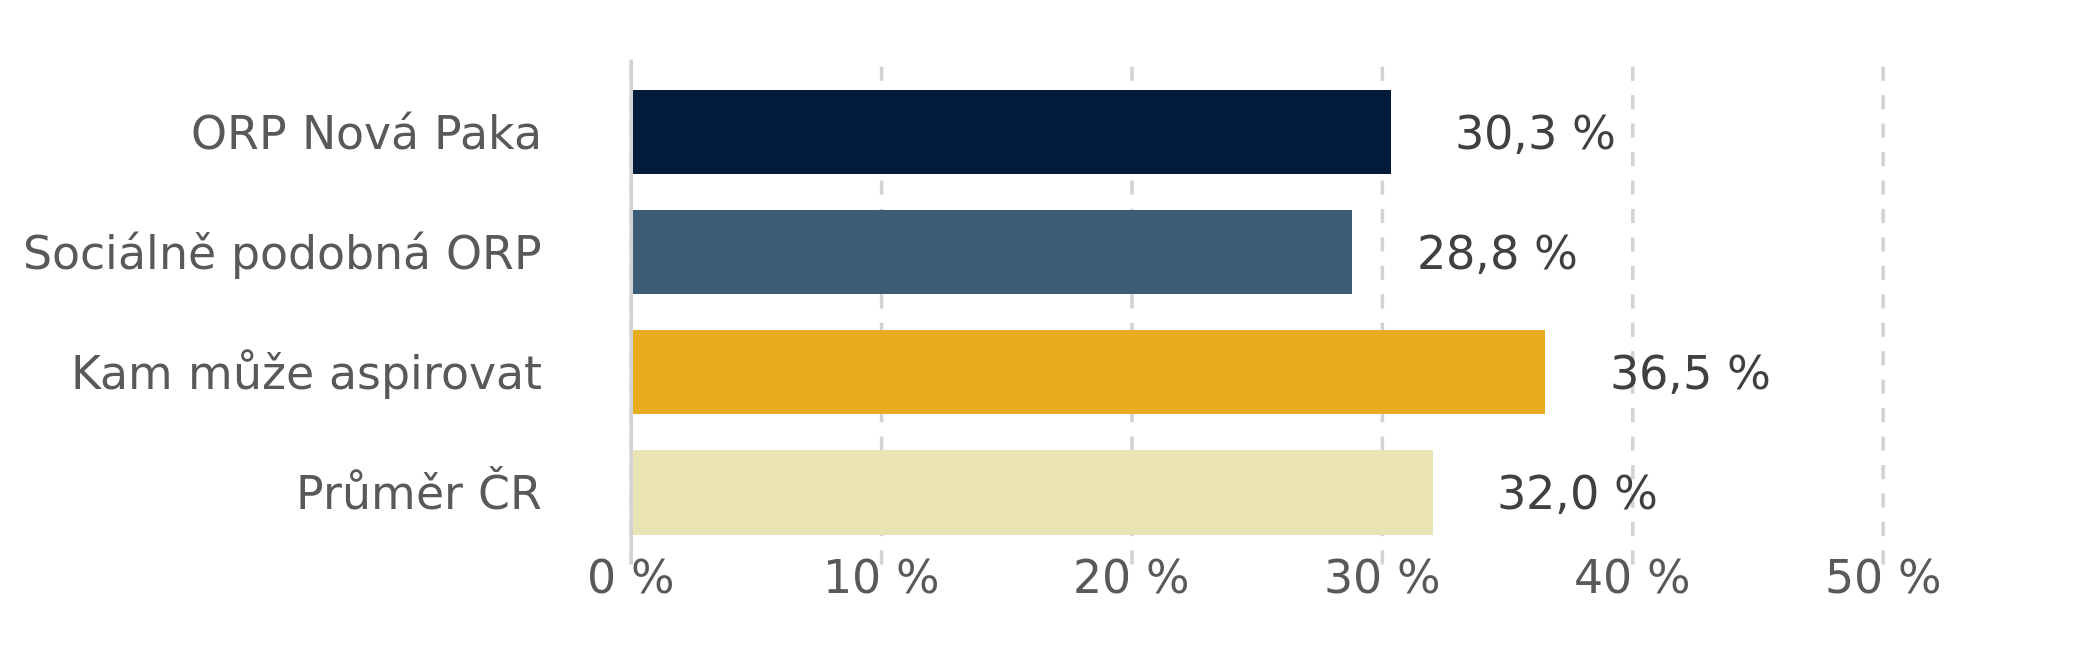 ORP Nová Paka 30,3 %
Sociálně podobná ORP 28,8 %
Kam může aspirovat 36,5 %
Průměr ČR 32,0 %
0 % 10 % 20 % 30 % 40 % 50 %